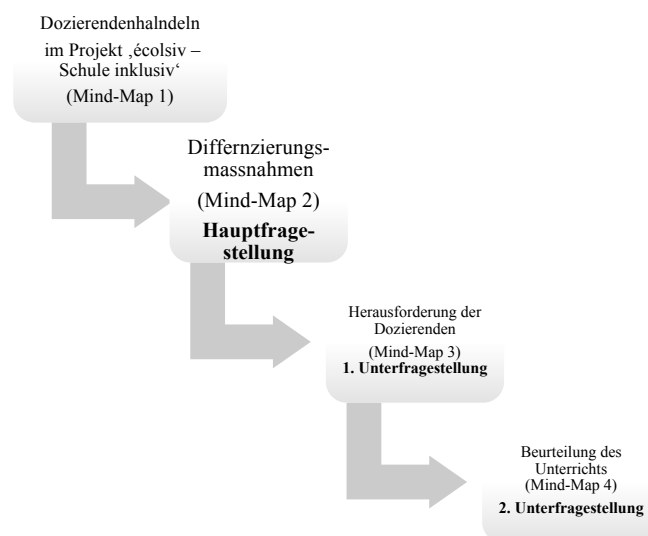 Dozierendenhalndeln
im Projekt ‚écolsiv –
Schule inklusiv‘
(Mind-Map 1)
Differnzierungs-
massnahmen
(Mind-Map 2)
Hauptfrage-
stellung
Herausforderung der
Dozierenden
(Mind-Map 3)
1. Unterfragestellung
Beurteilung des
Unterrichts
(Mind-Map 4)
2. Unterfragestellung